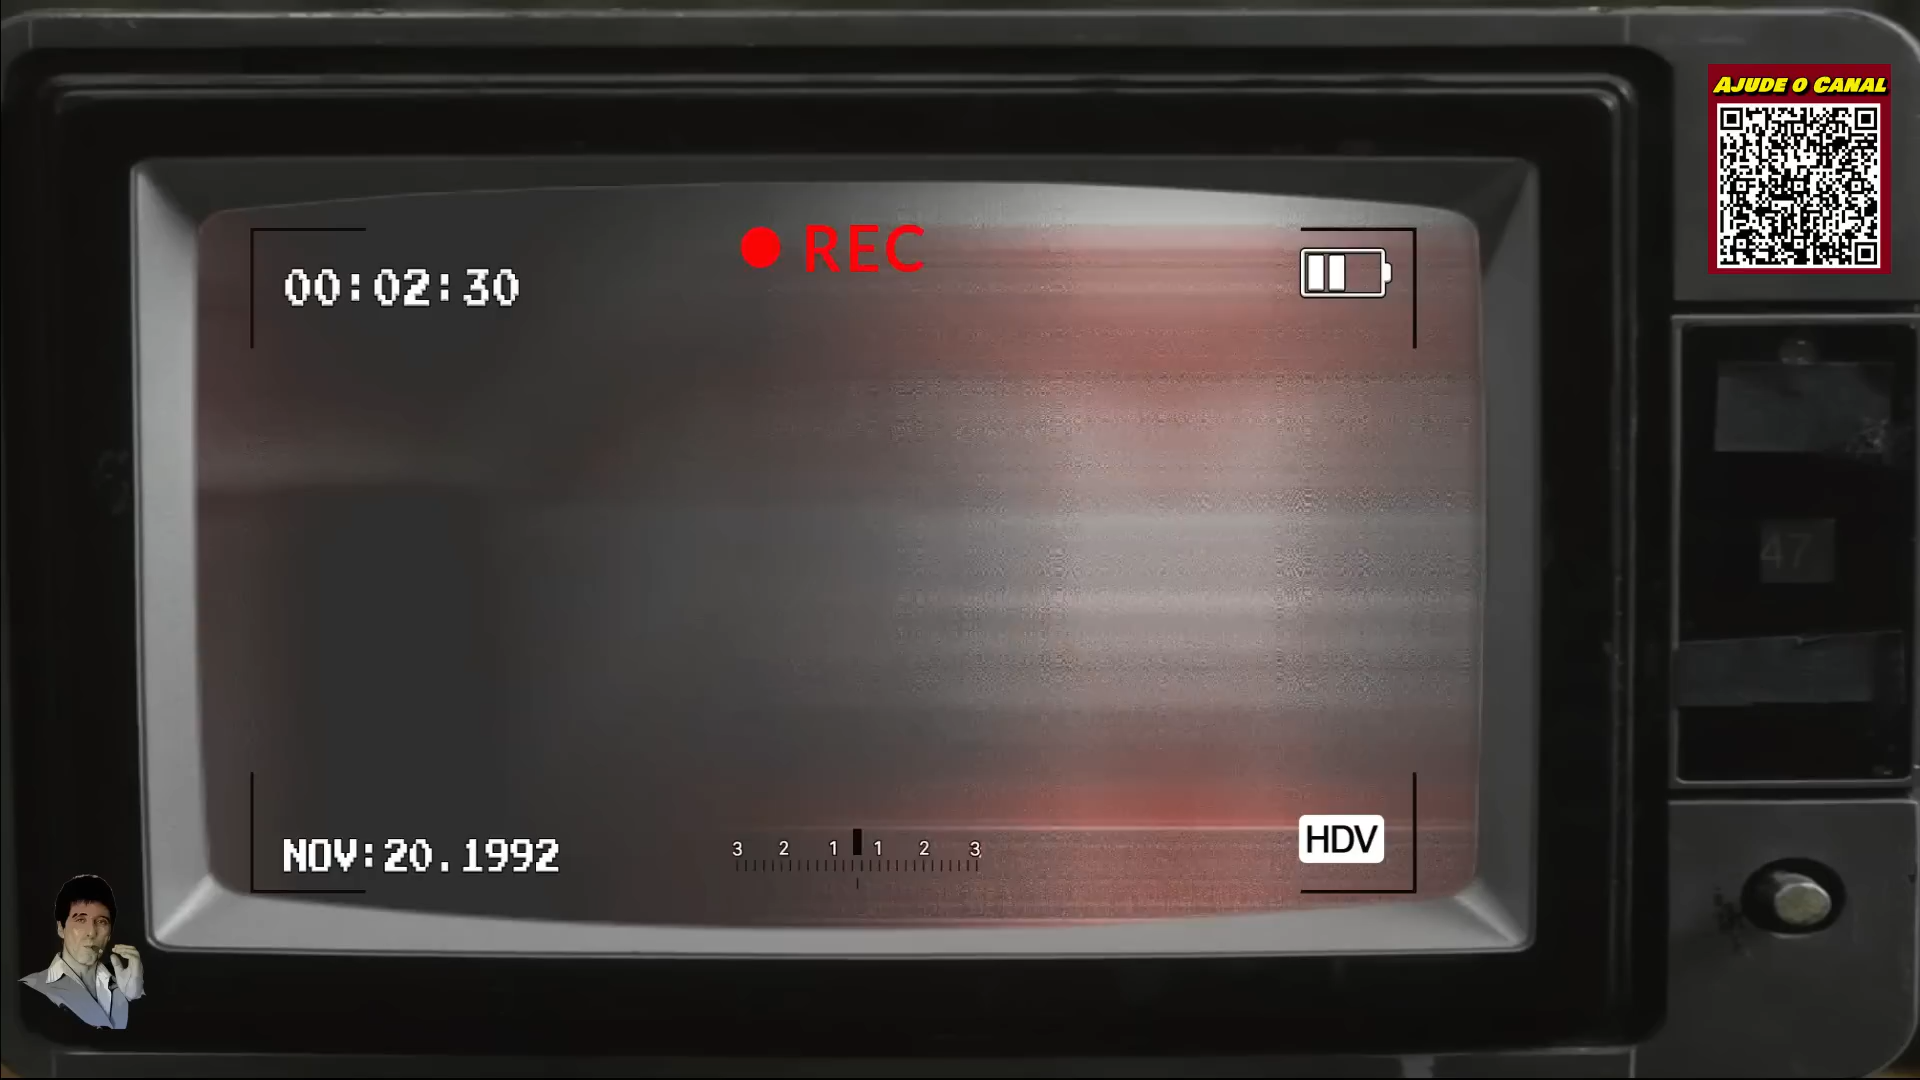 AJUDE O CANAL
REC
00:02:30
47
NOV:20.1992
3 2 1 1 2 3
HDV